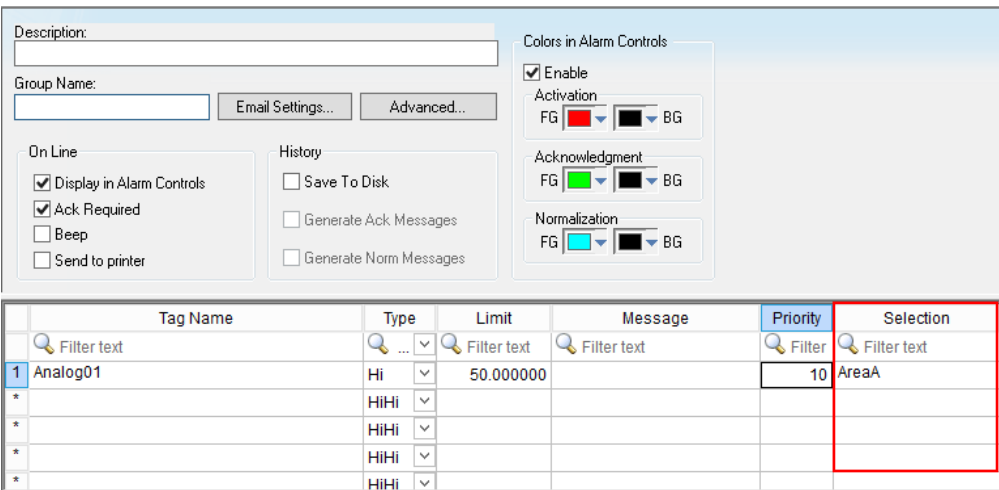 Description:
Colors in Alarm Controls
Enable
Group Name:
Email Settings... Advanced...
Activation
FG BG
On Line
Display in Alarm Controls
Ack Required
Beep
Send to printer
History
Save To Disk
Generate Ack Messages
Generate Norm Messages
Acknowledgment
FG BG
Normalization
FG BG
Tag Name Type Limit Message Priority Selection
Filter text ... Filter text Filter text Filter Filter text
1 Analog01 Hi 50.000000 10 AreaA
* HiHi
* HiHi
* HiHi
* HiHi